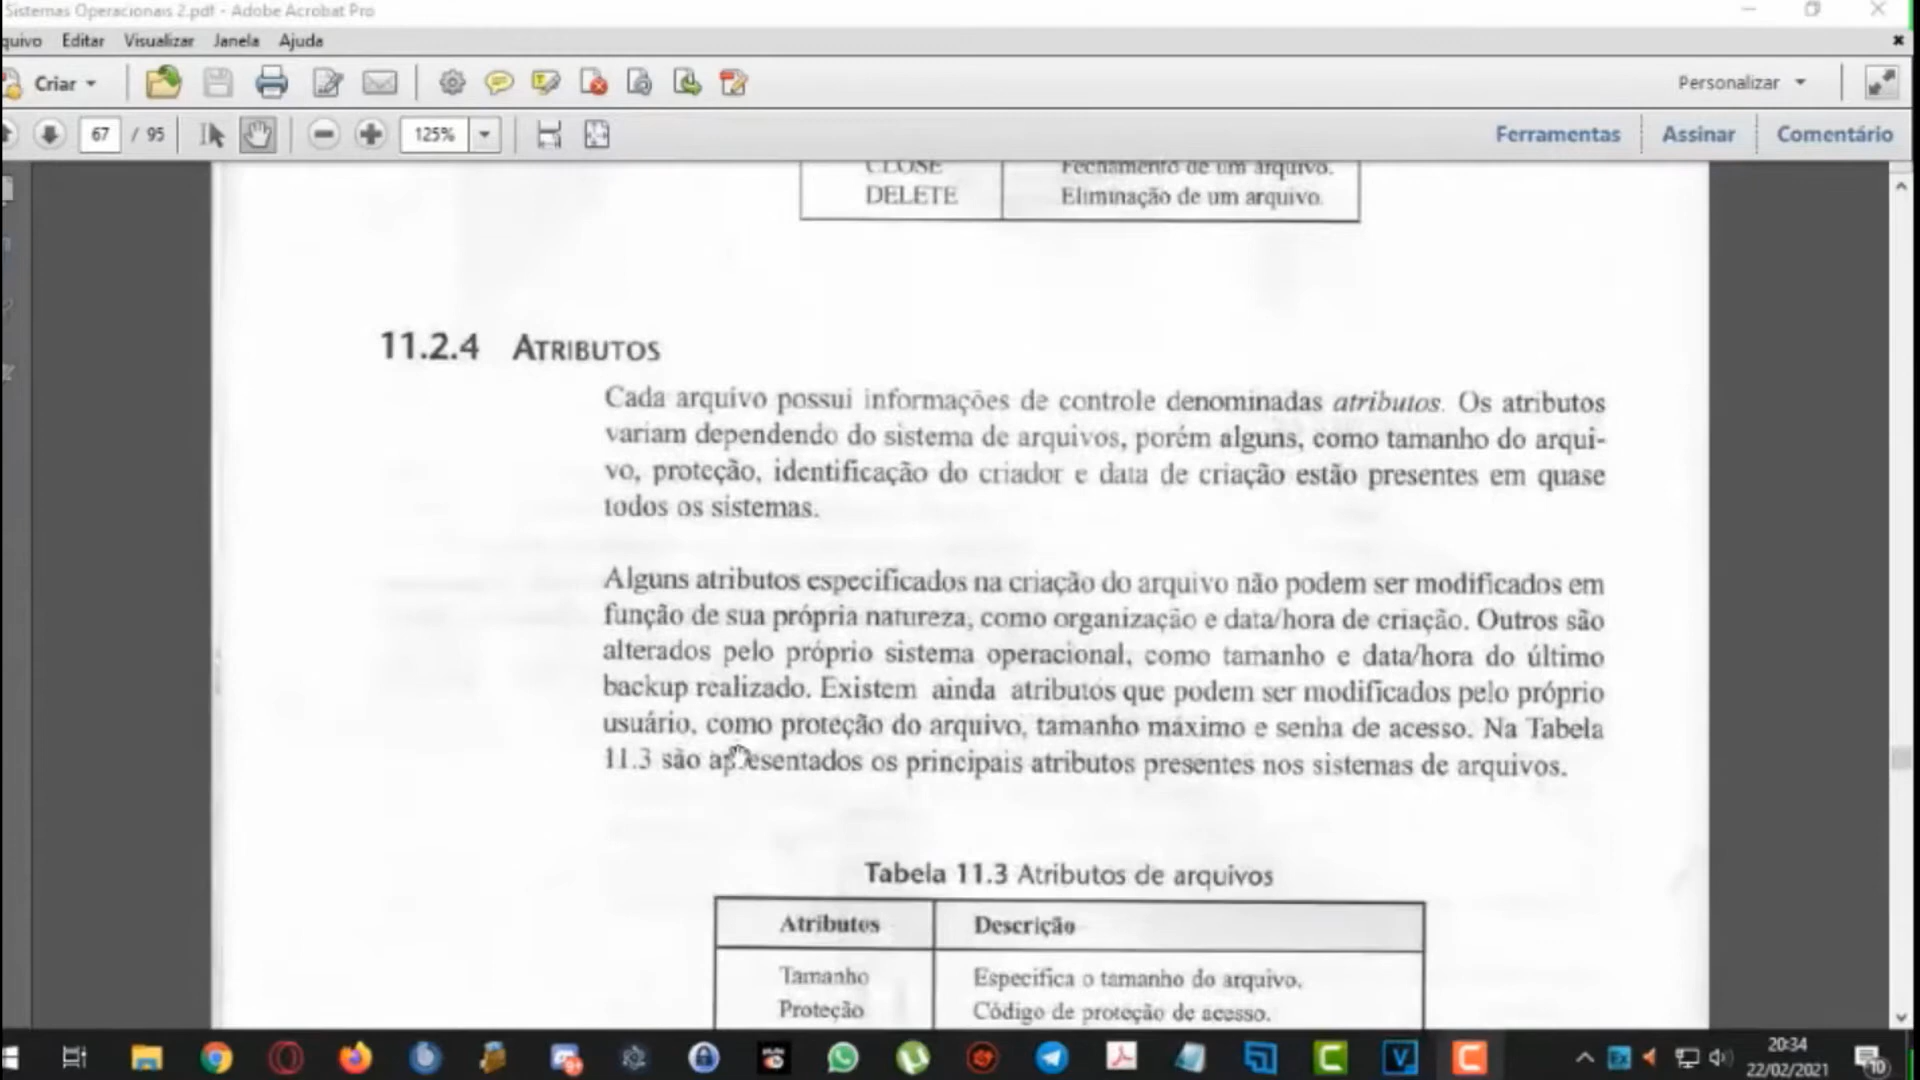 Sistemas Operacionais 2.pdf - Adobe Acrobat Pro
quivo Editar Visualizar Janela Ajuda
Criar
Personalizar
67 / 95 125%
Ferramentas Assinar Comentário
CLOSE Fechamento de um arquivo.
DELETE Eliminação de um arquivo.
11.2.4 ATRIBUTOS
Cada arquivo possui informações de controle denominadas atributos. Os atributos
variam dependendo do sistema de arquivos, porém alguns, como tamanho do arqui-
vo, proteção, identificação do criador e data de criação estão presentes em quase
todos os sistemas.
Alguns atributos especificados na criação do arquivo não podem ser modificados em
função de sua própria natureza, como organização e data/hora de criação. Outros são
alterados pelo próprio sistema operacional, como tamanho e data/hora do último
backup realizado. Existem ainda atributos que podem ser modificados pelo próprio
usuário, como proteção do arquivo, tamanho máximo e senha de acesso. Na Tabela
11.3 são apresentados os principais atributos presentes nos sistemas de arquivos.
Tabela 11.3 Atributos de arquivos
Atributos Descrição
Tamanho Especifica o tamanho do arquivo.
Proteção Código de proteção de acesso.
20:34
22/02/2021
10